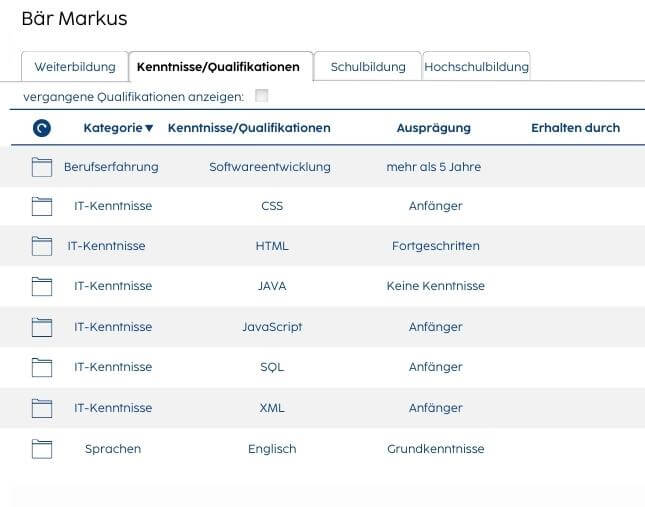 Bär Markus
Weiterbildung Kenntnisse/Qualifikationen Schulbildung Hochschulbildung
vergangene Qualifikationen anzeigen:
Kategorie Kenntnisse/Qualifikationen Ausprägung Erhalten durch
Berufserfahrung Softwareentwicklung mehr als 5 Jahre
IT-Kenntnisse CSS Anfänger
IT-Kenntnisse HTML Fortgeschritten
IT-Kenntnisse JAVA Keine Kenntnisse
IT-Kenntnisse JavaScript Anfänger
IT-Kenntnisse SQL Anfänger
IT-Kenntnisse XML Anfänger
Sprachen Englisch Grundkenntnisse